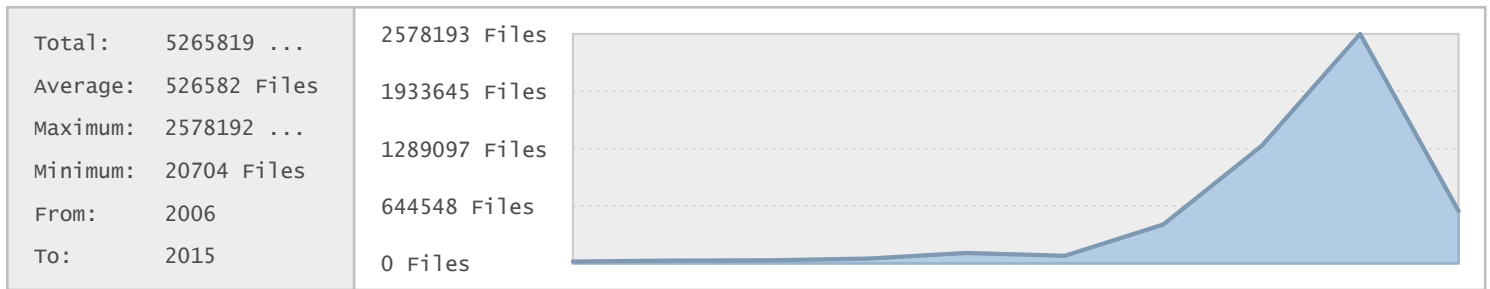 Total: 5265819 ...
Average: 526582 Files
Maximum: 2578192 ...
Minimum: 20704 Files
From: 2006
To: 2015
2578193 Files
1933645 Files
1289097 Files
644548 Files
0 Files